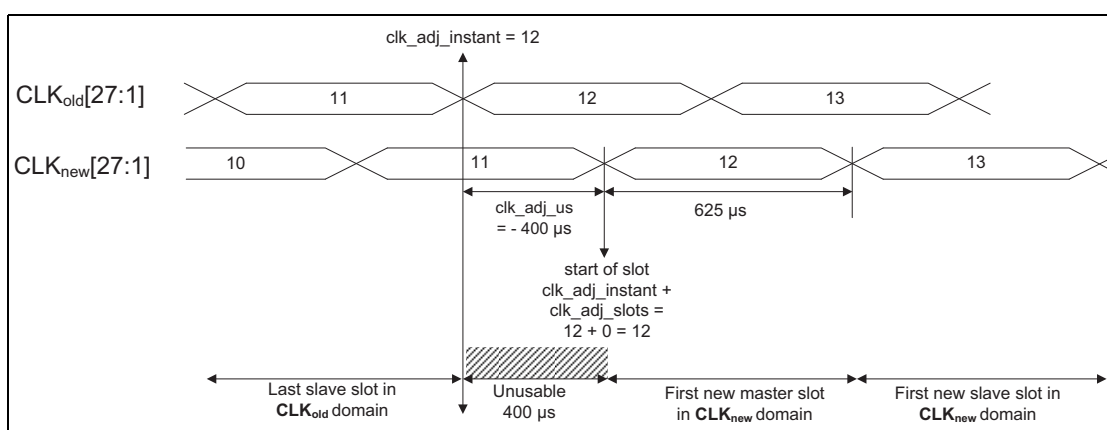 clk_adj_instant = 12
CLKold[27:1]
11
12
13
CLKnew[27:1]
10
11
12
13
clk_adj_us
= - 400 µs
625 µs
start of slot
clk_adj_instant +
clk_adj_slots =
12 + 0 = 12
Last slave slot in
CLKold domain
Unusable
400 µs
First new master slot
in CLKnew domain
First new slave slot in
CLKnew domain